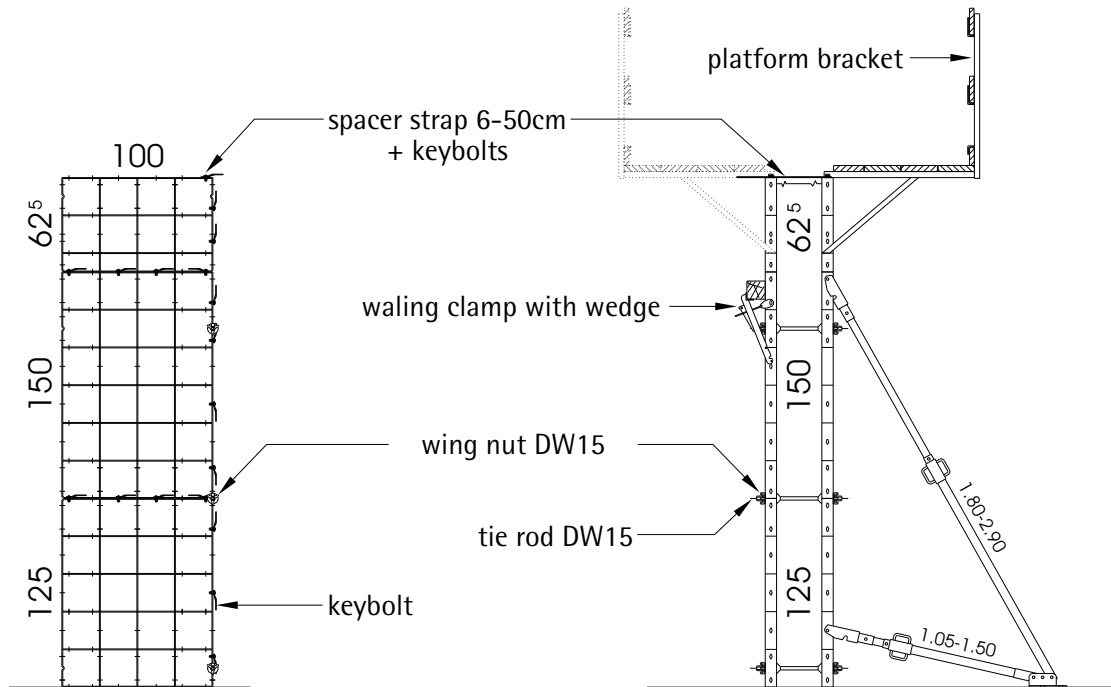 platform bracket
spacer strap 6-50cm
+ keybolts
100
62⁵
62⁵
waling clamp with wedge
150
150
wing nut DW15
1.80-2.90
tie rod DW15
125
125
keybolt
1.05-1.50